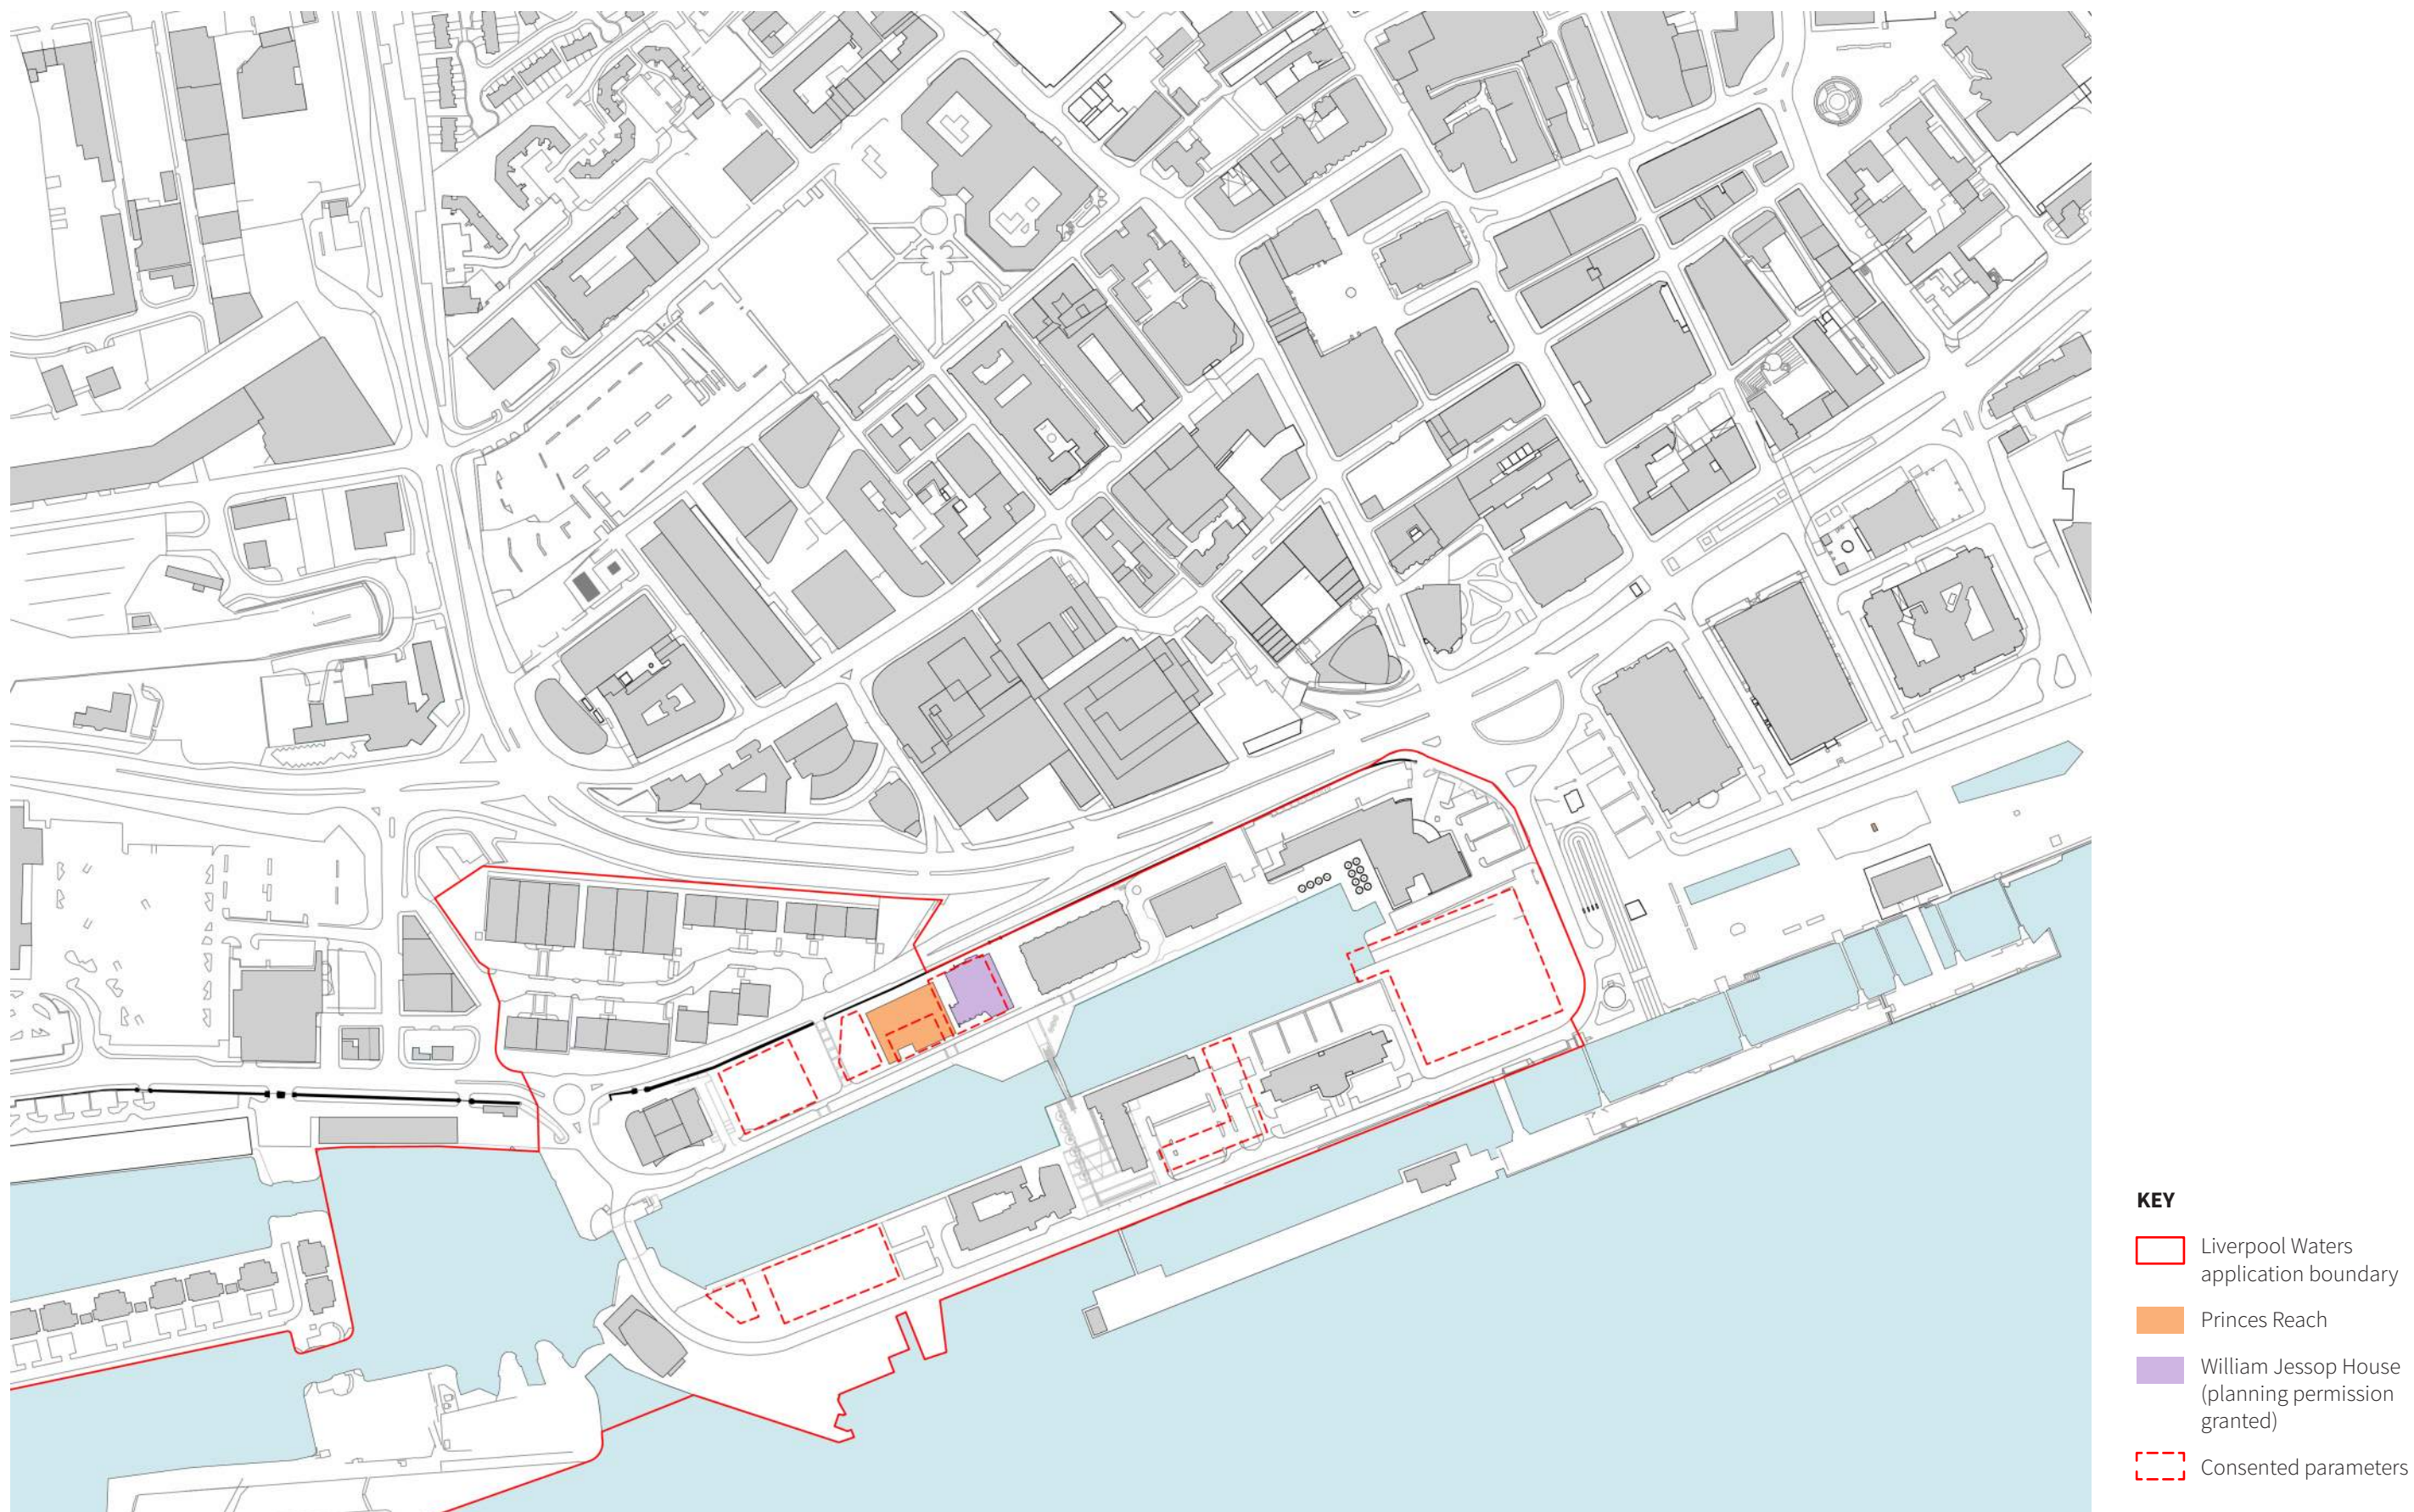 KEY
Liverpool Waters
application boundary
Princes Reach
William Jessop House
(planning permission
granted)
Consented parameters